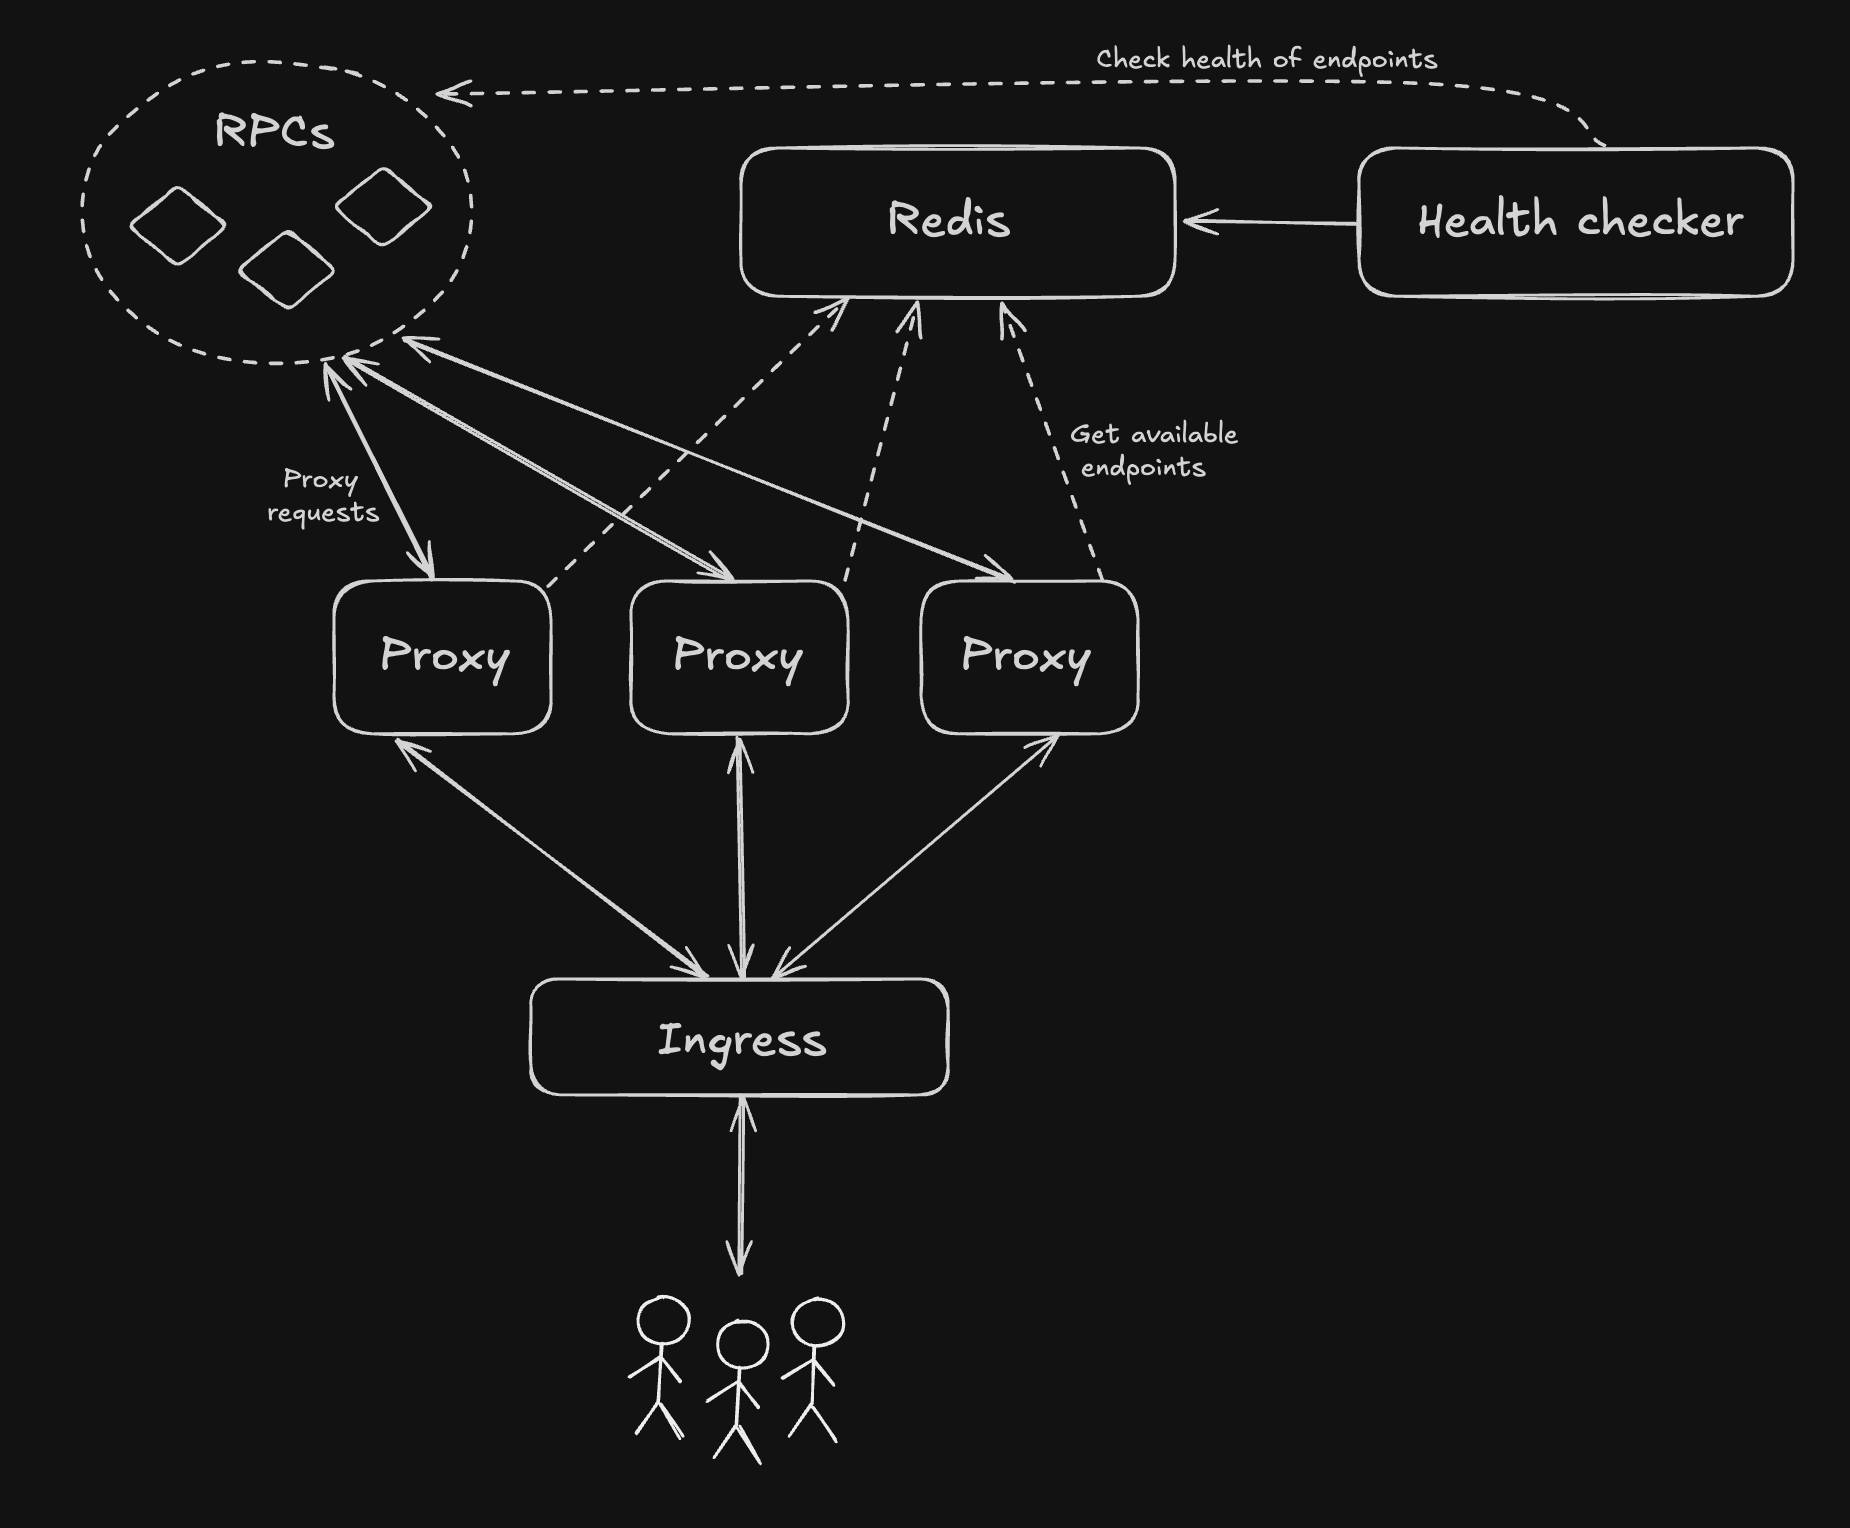 Check health of endpoints
RPCs
Redis
Health checker
Get available
endpoints
Proxy
requests
Proxy
Proxy
Proxy
Ingress